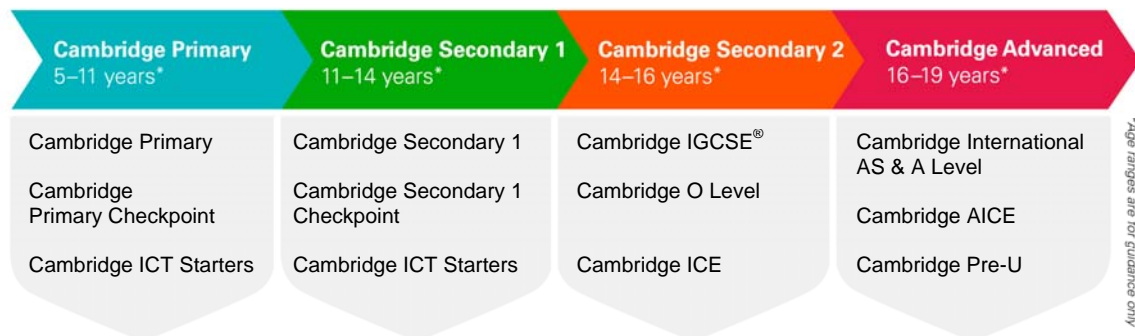 Cambridge Primary
5–11 years*
Cambridge Secondary 1
11–14 years*
Cambridge Secondary 2
14–16 years*
Cambridge Advanced
16–19 years*
Cambridge Primary
Cambridge
Primary Checkpoint
Cambridge ICT Starters
Cambridge Secondary 1
Cambridge Secondary 1
Checkpoint
Cambridge ICT Starters
Cambridge IGCSE®
Cambridge O Level
Cambridge ICE
Cambridge International
AS & A Level
Cambridge AICE
Cambridge Pre-U
*Age ranges are for guidance only